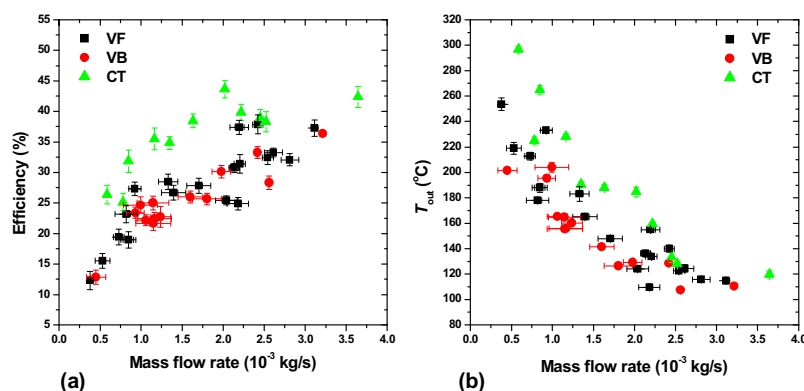 55
50
45
40
35
30
25
20
15
10
5
0
Efficiency (%)
VF
VB
CT
0.0 0.5 1.0 1.5 2.0 2.5 3.0 3.5 4.0
Mass flow rate (10⁻³ kg/s)
(a)
320
300
280
260
240
220
200
180
160
140
120
100
80
T_out (°C)
VF
VB
CT
0.0 0.5 1.0 1.5 2.0 2.5 3.0 3.5 4.0
Mass flow rate (10⁻³ kg/s)
(b)